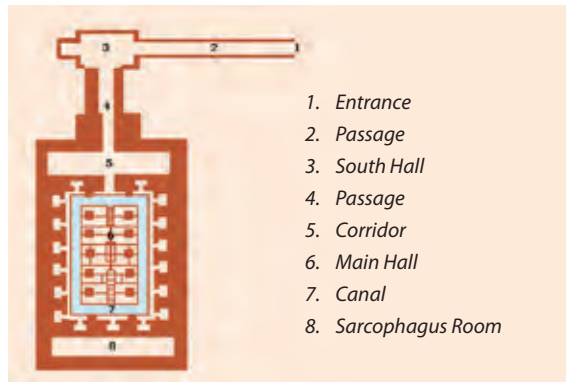 3 2 1
4
5
6
7
8
1. Entrance
2. Passage
3. South Hall
4. Passage
5. Corridor
6. Main Hall
7. Canal
8. Sarcophagus Room